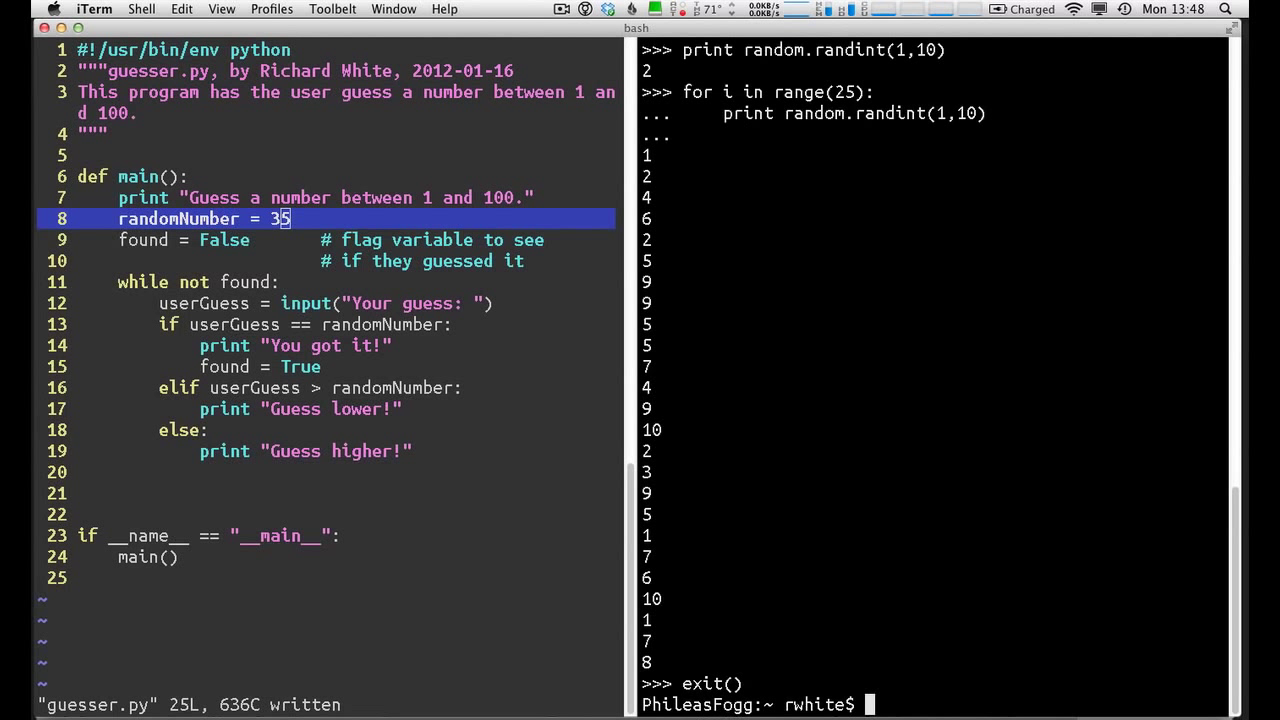 iTerm Shell Edit View Profiles Toolbelt Window Help 71° 0.0KB/s 0.0KB/s Charged Mon 13:48
bash
1 #!/usr/bin/env python
2 """guesser.py, by Richard White, 2012-01-16
3 This program has the user guess a number between 1 an
d 100.
4 """
5
6 def main():
7 print "Guess a number between 1 and 100."
8 randomNumber = 35
9 found = False # flag variable to see
10 # if they guessed it
11 while not found:
12 userGuess = input("Your guess: ")
13 if userGuess == randomNumber:
14 print "You got it!"
15 found = True
16 elif userGuess > randomNumber:
17 print "Guess lower!"
18 else:
19 print "Guess higher!"
20
21
22
23 if __name__ == "__main__":
24 main()
25
~
~
~
~
~
"guesser.py" 25L, 636C written
>>> print random.randint(1,10)
2
>>> for i in range(25):
... print random.randint(1,10)
...
1
2
4
6
2
5
9
9
5
5
7
4
9
10
2
3
9
5
1
7
6
10
1
7
8
>>> exit()
PhileasFogg:~ rwhite$